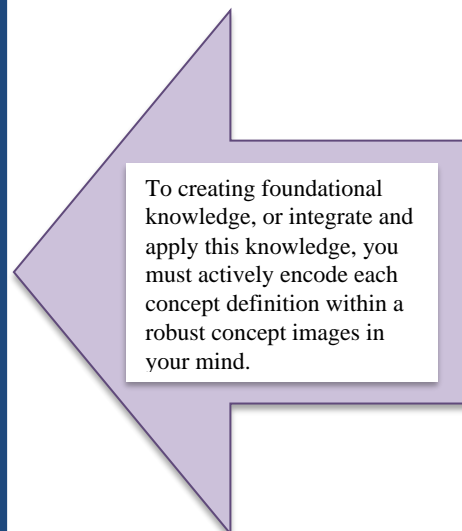 To creating foundational
knowledge, or integrate and
apply this knowledge, you
must actively encode each
concept definition within a
robust concept images in
your mind.